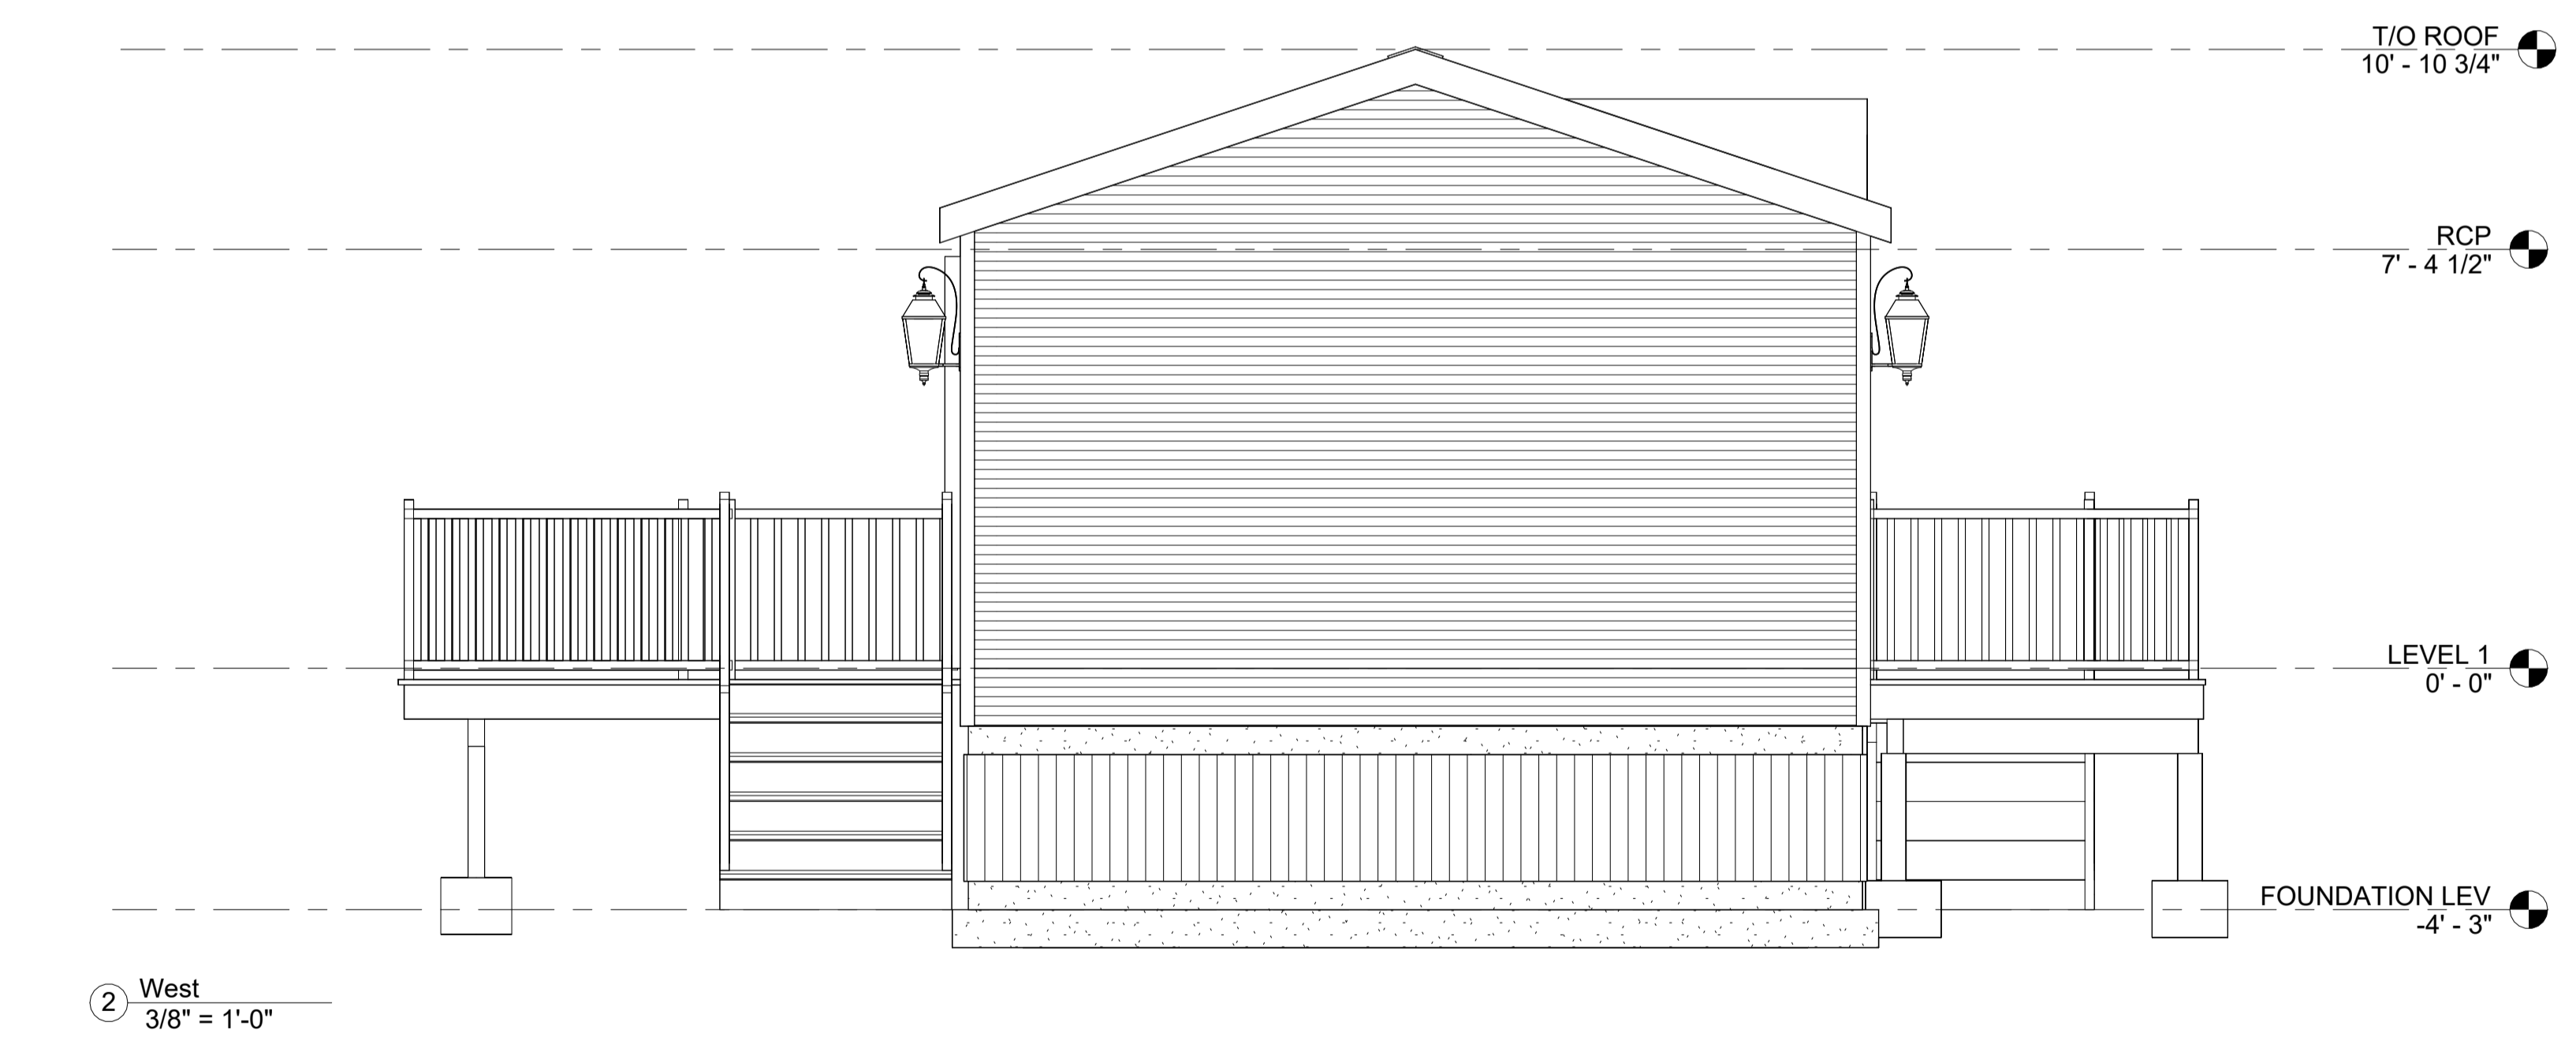 T/O ROOF
10' - 10 3/4"
RCP
7' - 4 1/2"
LEVEL 1
0' - 0"
FOUNDATION LEV
-4' - 3"
2
West
3/8" = 1'-0"